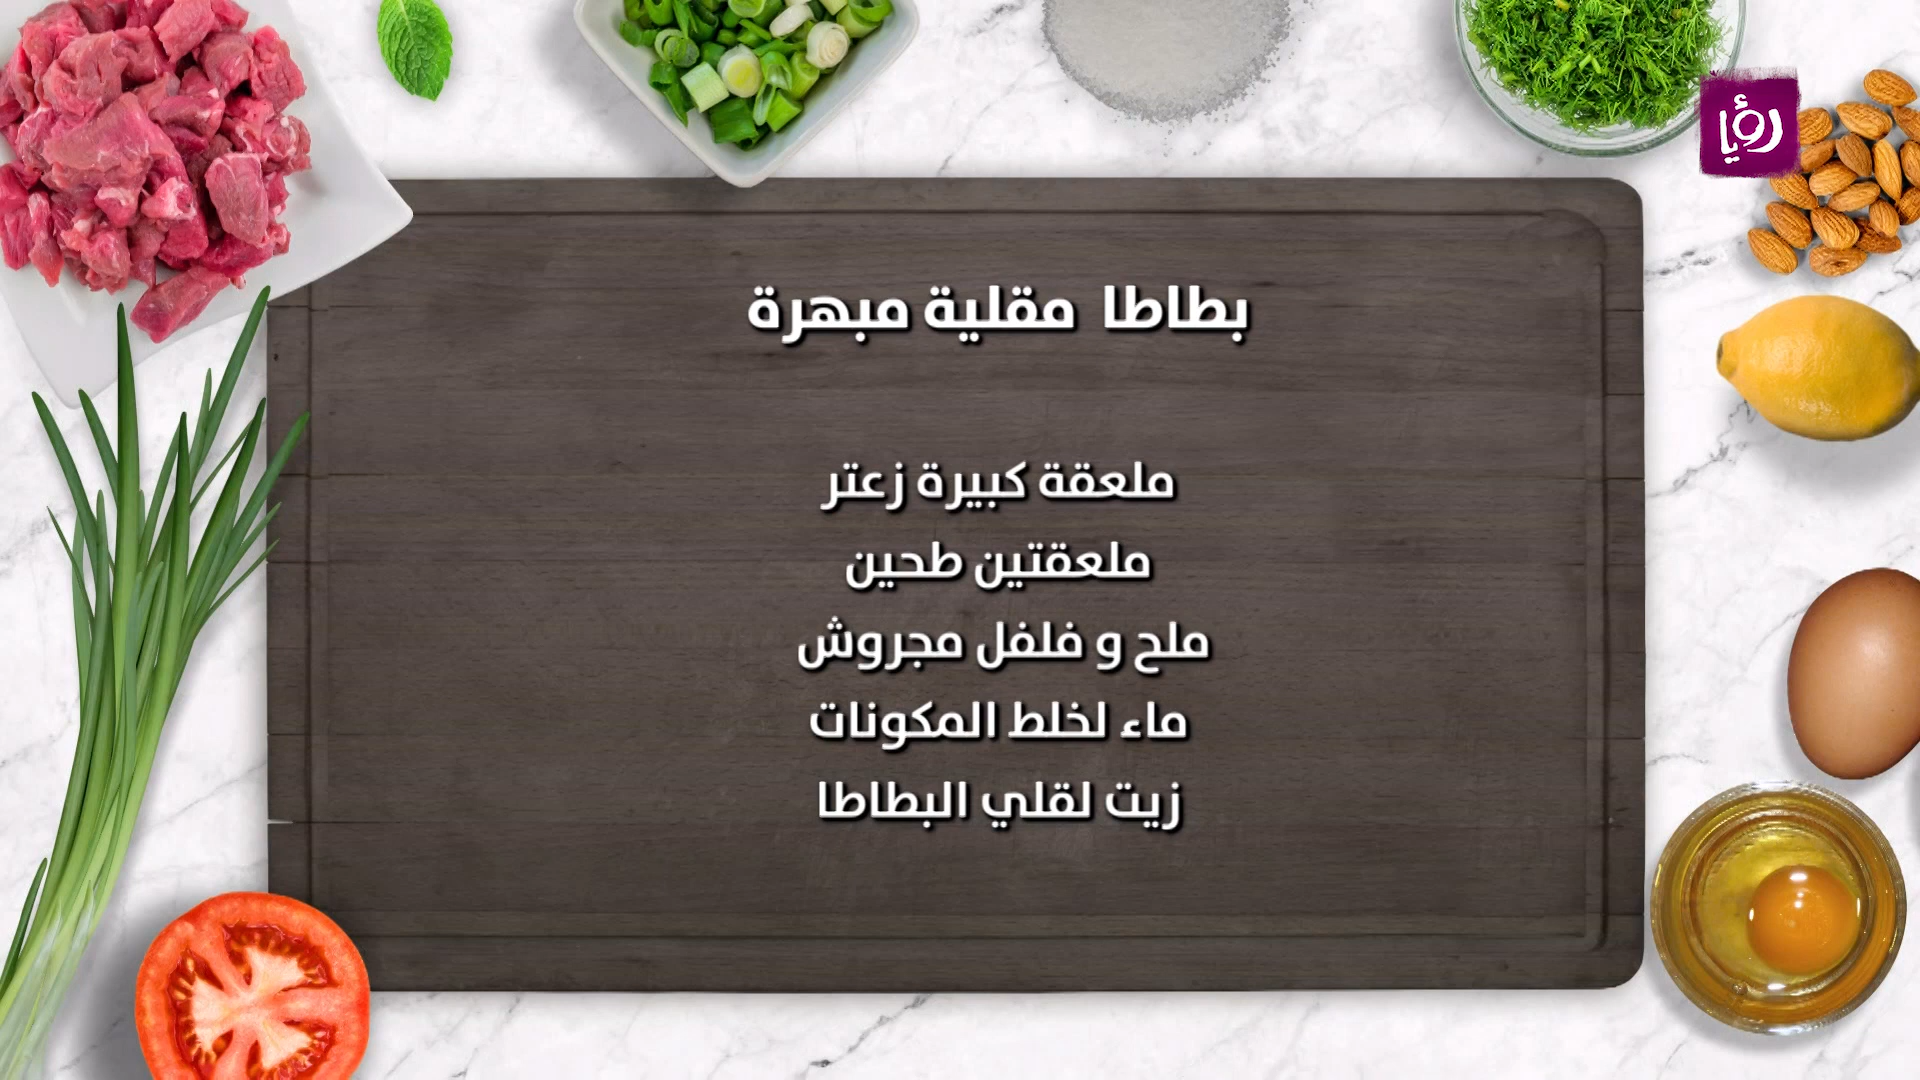 رؤيا
بطاطا مقلية مبهرة
ملعقة كبيرة زعتر
ملعقتين طحين
ملح و فلفل مجروش
ماء لخلط المكونات
زيت لقلي البطاطا